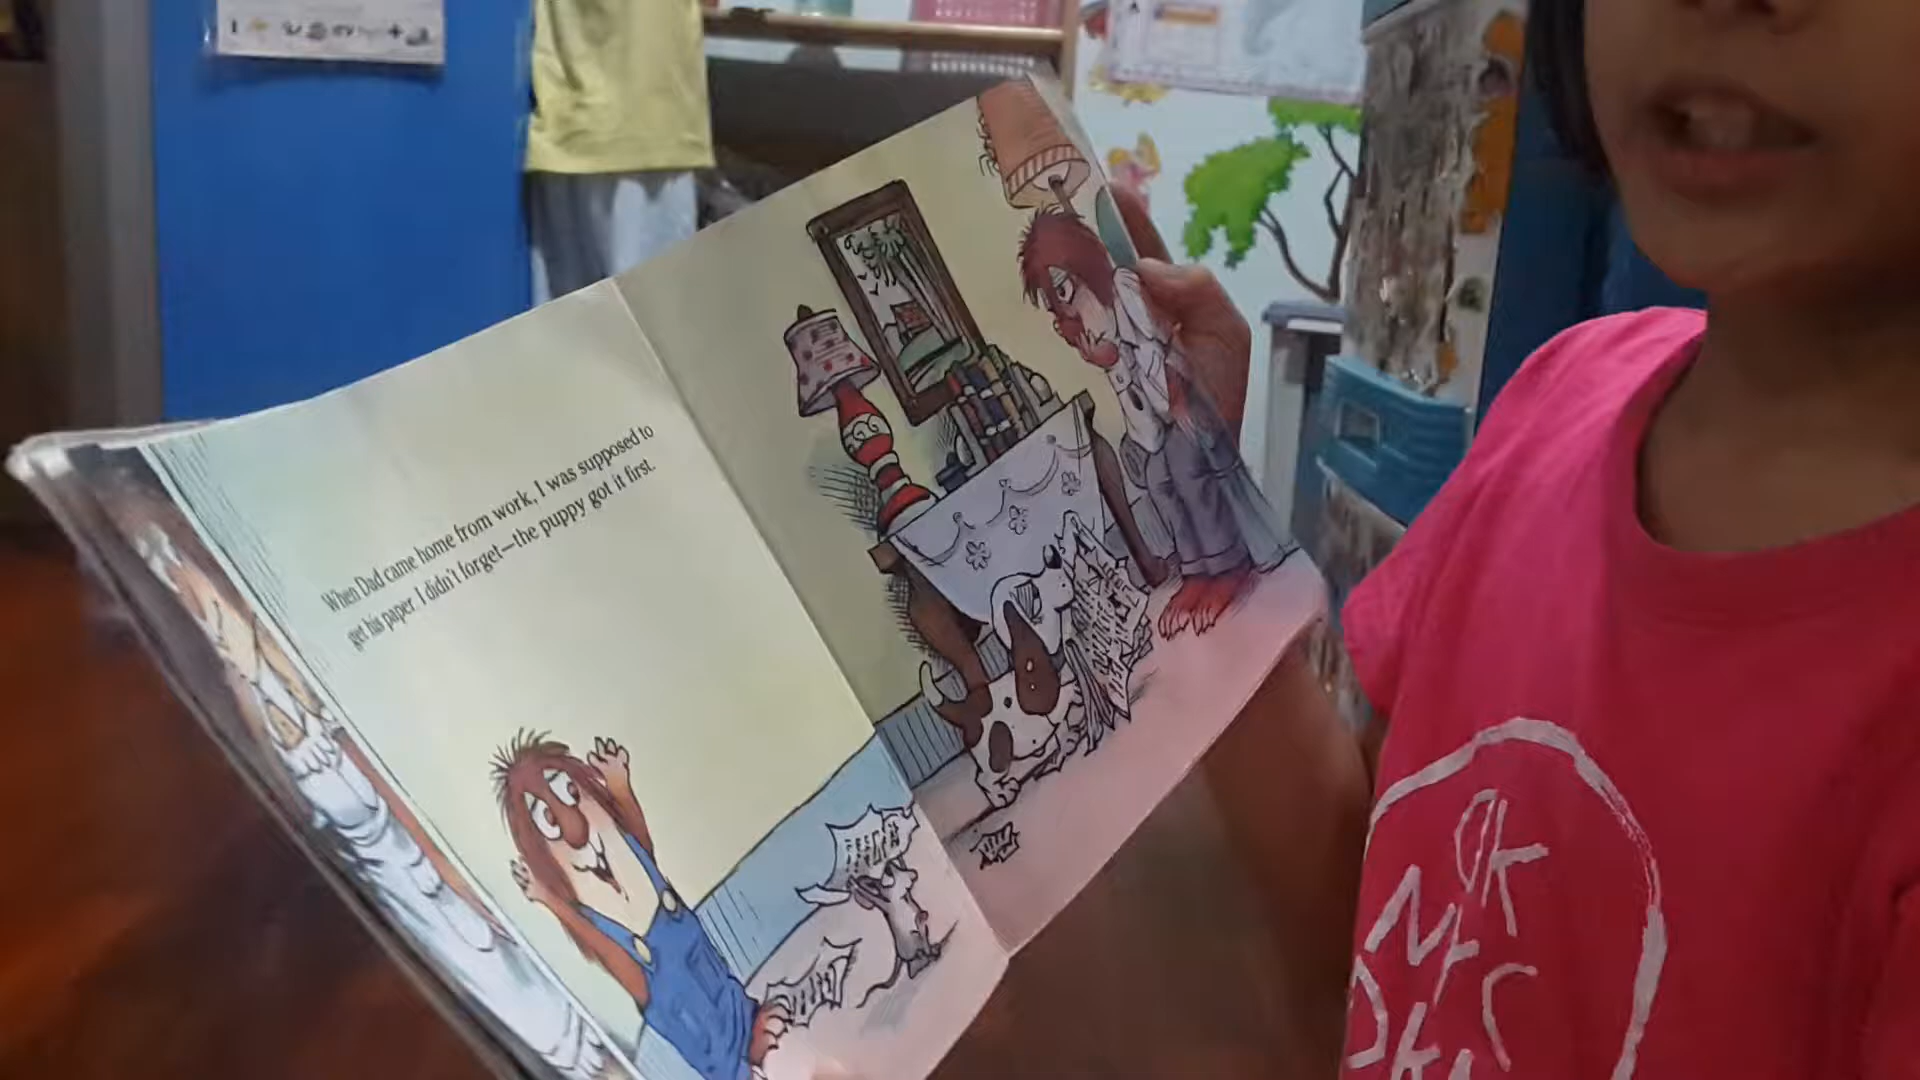 When Dad came home from work, I was supposed to
get his paper. I didn't forget—the puppy got it first.